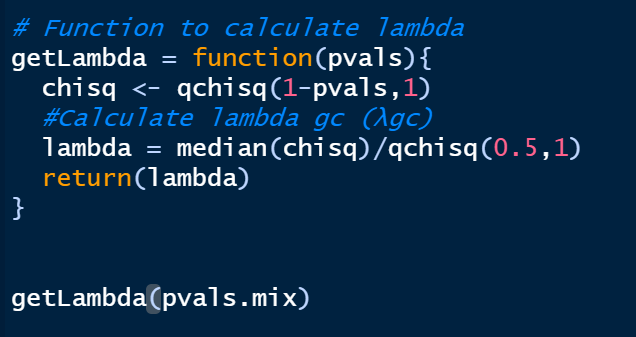 # Function to calculate lambda
getLambda = function(pvals){
  chisq <- qchisq(1-pvals,1)
  #Calculate lambda gc (λgc)
  lambda = median(chisq)/qchisq(0.5,1)
  return(lambda)
}
getLambda(pvals.mix)